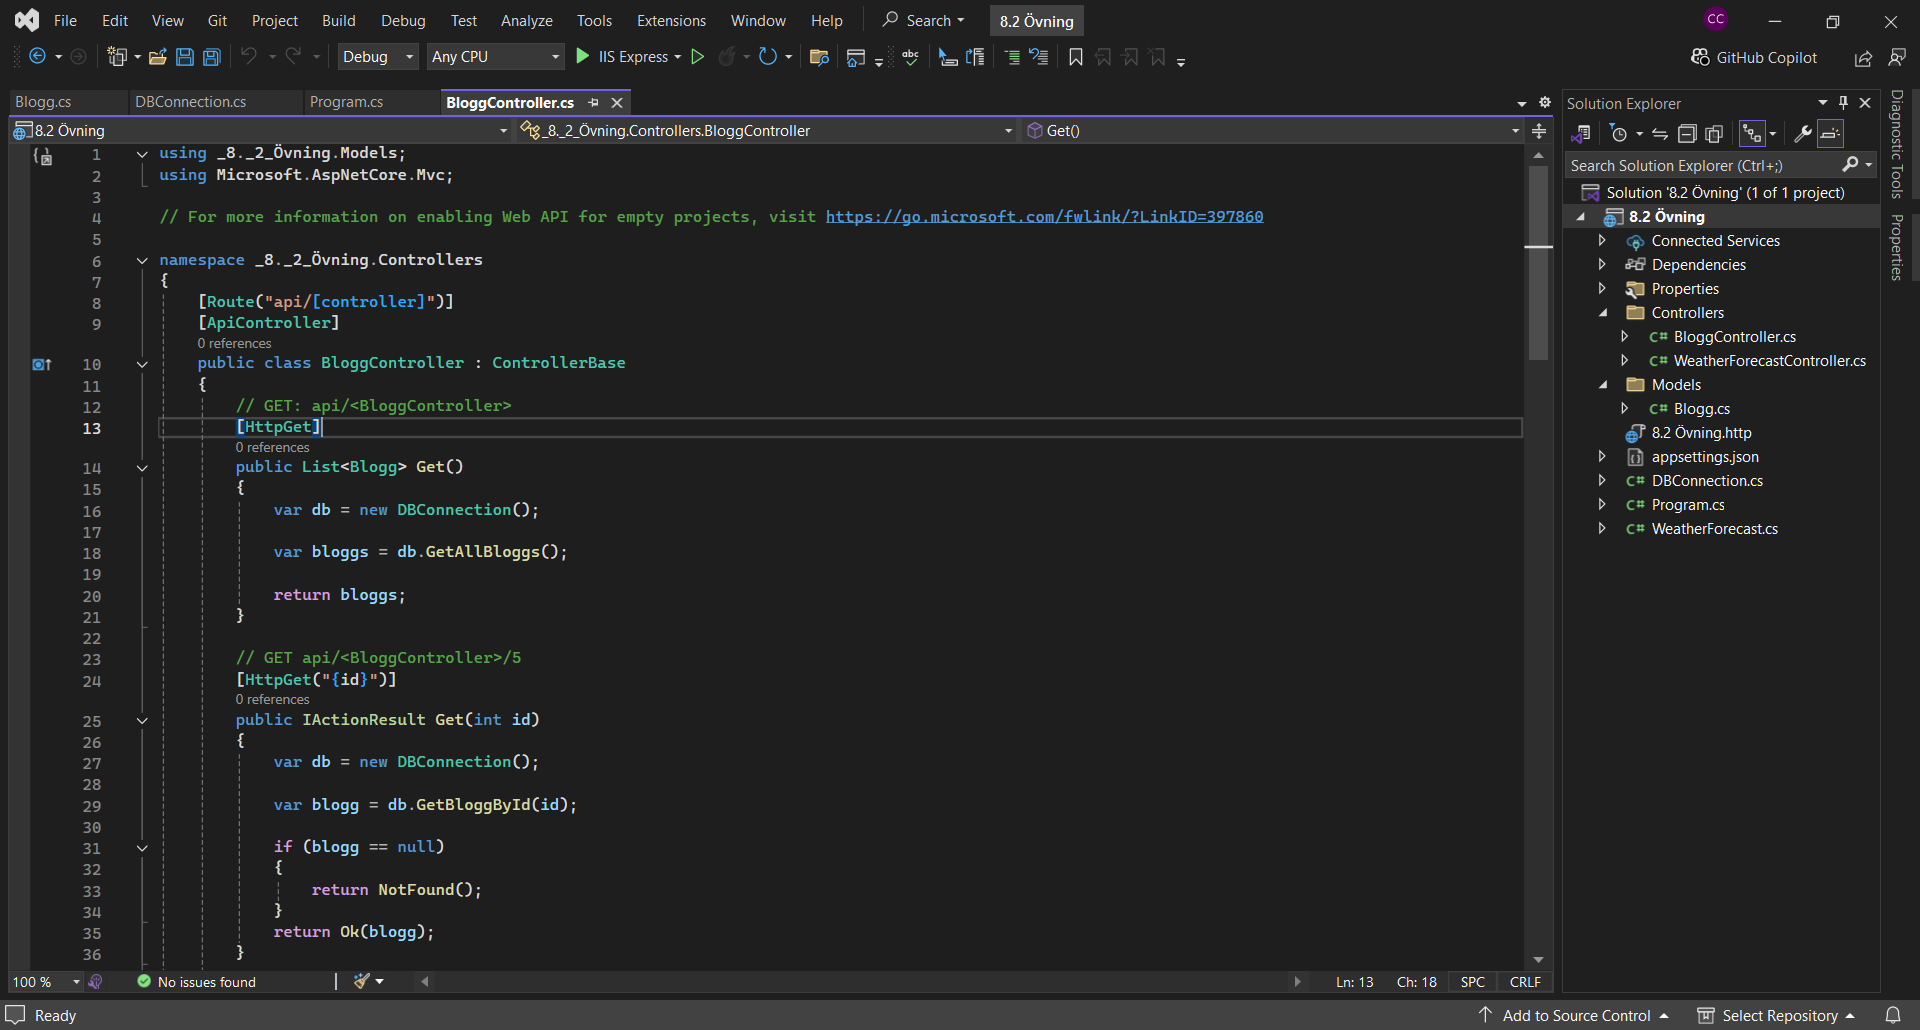 File Edit View Git Project Build Debug Test Analyze Tools Extensions Window Help Search 8.2 Övning CC
Debug Any CPU IIS Express abc GitHub Copilot
Blogg.cs DBConnection.cs Program.cs BloggController.cs
8.2 Övning _8._2_Övning.Controllers.BloggController Get()
1 using _8._2_Övning.Models;
2 using Microsoft.AspNetCore.Mvc;
3
4 // For more information on enabling Web API for empty projects, visit https://go.microsoft.com/fwlink/?LinkID=397860
5
6 namespace _8._2_Övning.Controllers
7 {
8 [Route("api/[controller]")]
9 [ApiController]
0 references
10 public class BloggController : ControllerBase
11 {
12 // GET: api/<BloggController>
13 [HttpGet]
0 references
14 public List<Blogg> Get()
15 {
16 var db = new DBConnection();
17
18 var bloggs = db.GetAllBloggs();
19
20 return bloggs;
21 }
22
23 // GET api/<BloggController>/5
24 [HttpGet("{id}")]
0 references
25 public IActionResult Get(int id)
26 {
27 var db = new DBConnection();
28
29 var blogg = db.GetBloggById(id);
30
31 if (blogg == null)
32 {
33 return NotFound();
34 }
35 return Ok(blogg);
36 }
100 % No issues found Ln: 13 Ch: 18 SPC CRLF
Solution Explorer
Search Solution Explorer (Ctrl+;)
Solution '8.2 Övning' (1 of 1 project)
8.2 Övning
Connected Services
Dependencies
Properties
Controllers
C# BloggController.cs
C# WeatherForecastController.cs
Models
C# Blogg.cs
8.2 Övning.http
appsettings.json
C# DBConnection.cs
C# Program.cs
C# WeatherForecast.cs
Diagnostic Tools
Properties
Ready Add to Source Control Select Repository